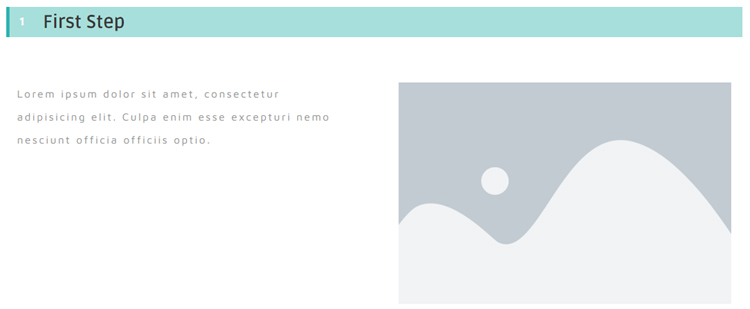 1 First Step
Lorem ipsum dolor sit amet, consectetur
adipisicing elit. Culpa enim esse excepturi nemo
nesciunt officia officiis optio.